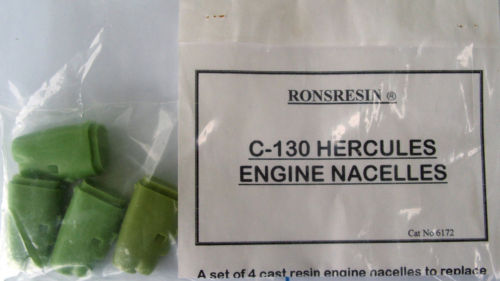 RONSRESIN ®
C-130 HERCULES
ENGINE NACELLES
Cat No 6172
A set of 4 cast resin engine nacelles to replace